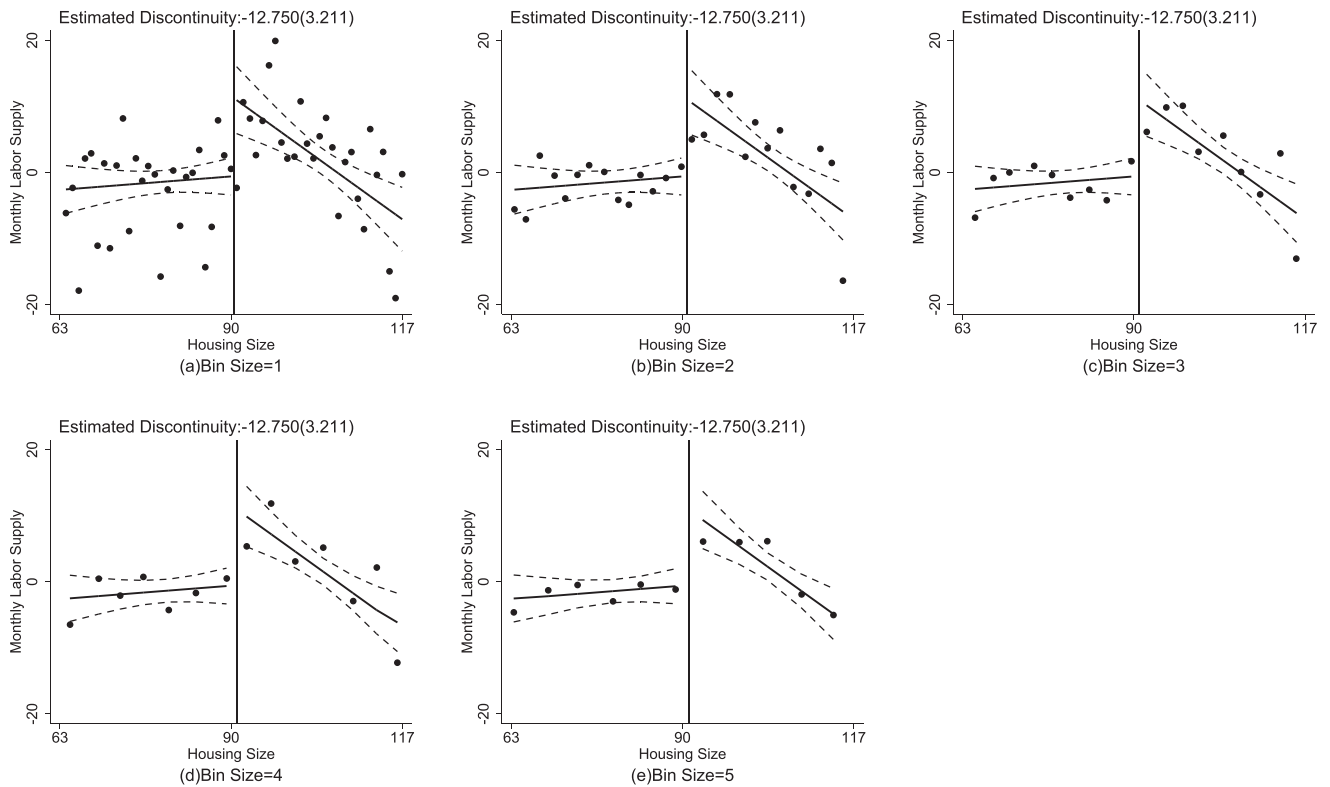 Estimated Discontinuity:-12.750(3.211)
Monthly Labor Supply
20
0
-20
63
90
117
Housing Size
(a)Bin Size=1
Estimated Discontinuity:-12.750(3.211)
Monthly Labor Supply
20
0
-20
63
90
117
Housing Size
(b)Bin Size=2
Estimated Discontinuity:-12.750(3.211)
Monthly Labor Supply
20
0
-20
63
90
117
Housing Size
(c)Bin Size=3
Estimated Discontinuity:-12.750(3.211)
Monthly Labor Supply
20
0
-20
63
90
117
Housing Size
(d)Bin Size=4
Estimated Discontinuity:-12.750(3.211)
Monthly Labor Supply
20
0
-20
63
90
117
Housing Size
(e)Bin Size=5